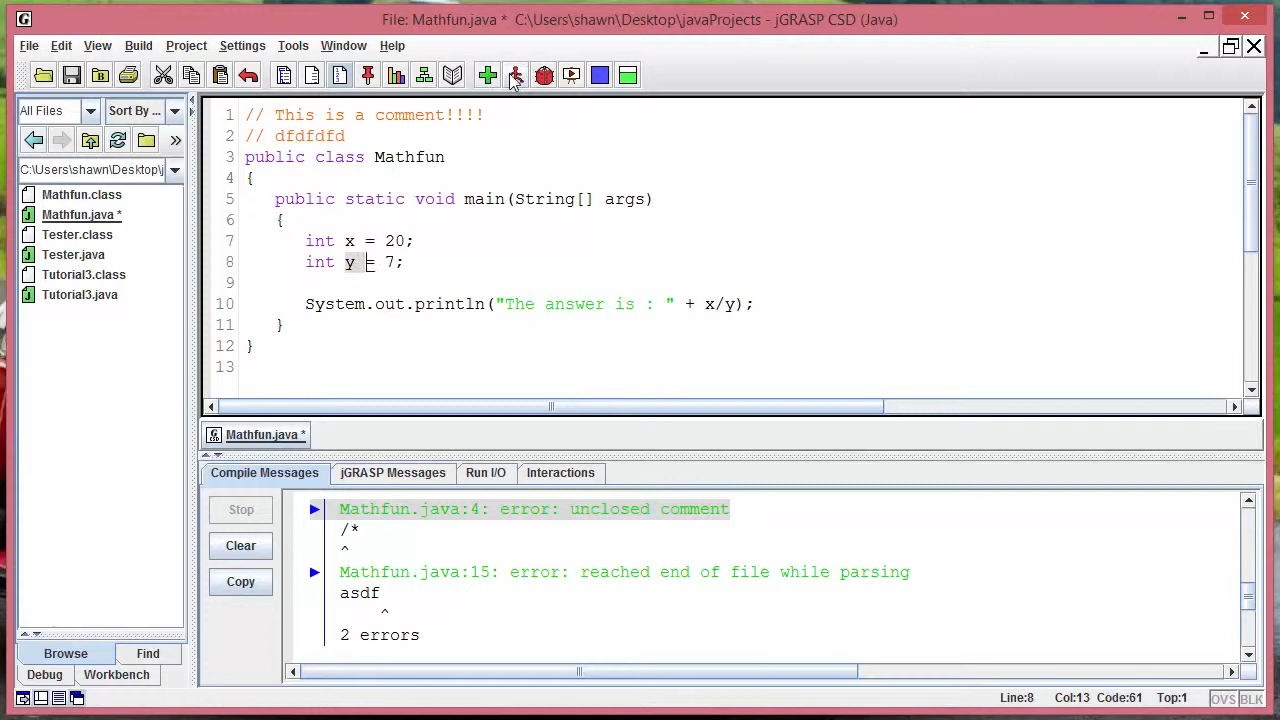 File: Mathfun.java * C:\Users\shawn\Desktop\javaProjects - jGRASP CSD (Java)
File Edit View Build Project Settings Tools Window Help
All Files Sort By ...
C:\Users\shawn\Desktop\j
Mathfun.class
Mathfun.java *
Tester.class
Tester.java
Tutorial3.class
Tutorial3.java
Browse Find
Debug Workbench
1 // This is a comment!!!!
2 // dfdfdfd
3 public class Mathfun
4 {
5 public static void main(String[] args)
6 {
7 int x = 20;
8 int y = 7;
9
10 System.out.println("The answer is : " + x/y);
11 }
12 }
13
Mathfun.java *
Compile Messages jGRASP Messages Run I/O Interactions
Stop
Clear
Copy
Mathfun.java:4: error: unclosed comment
/*
^
Mathfun.java:15: error: reached end of file while parsing
asdf
^
2 errors
Line:8 Col:13 Code:61 Top:1 OVS BLK